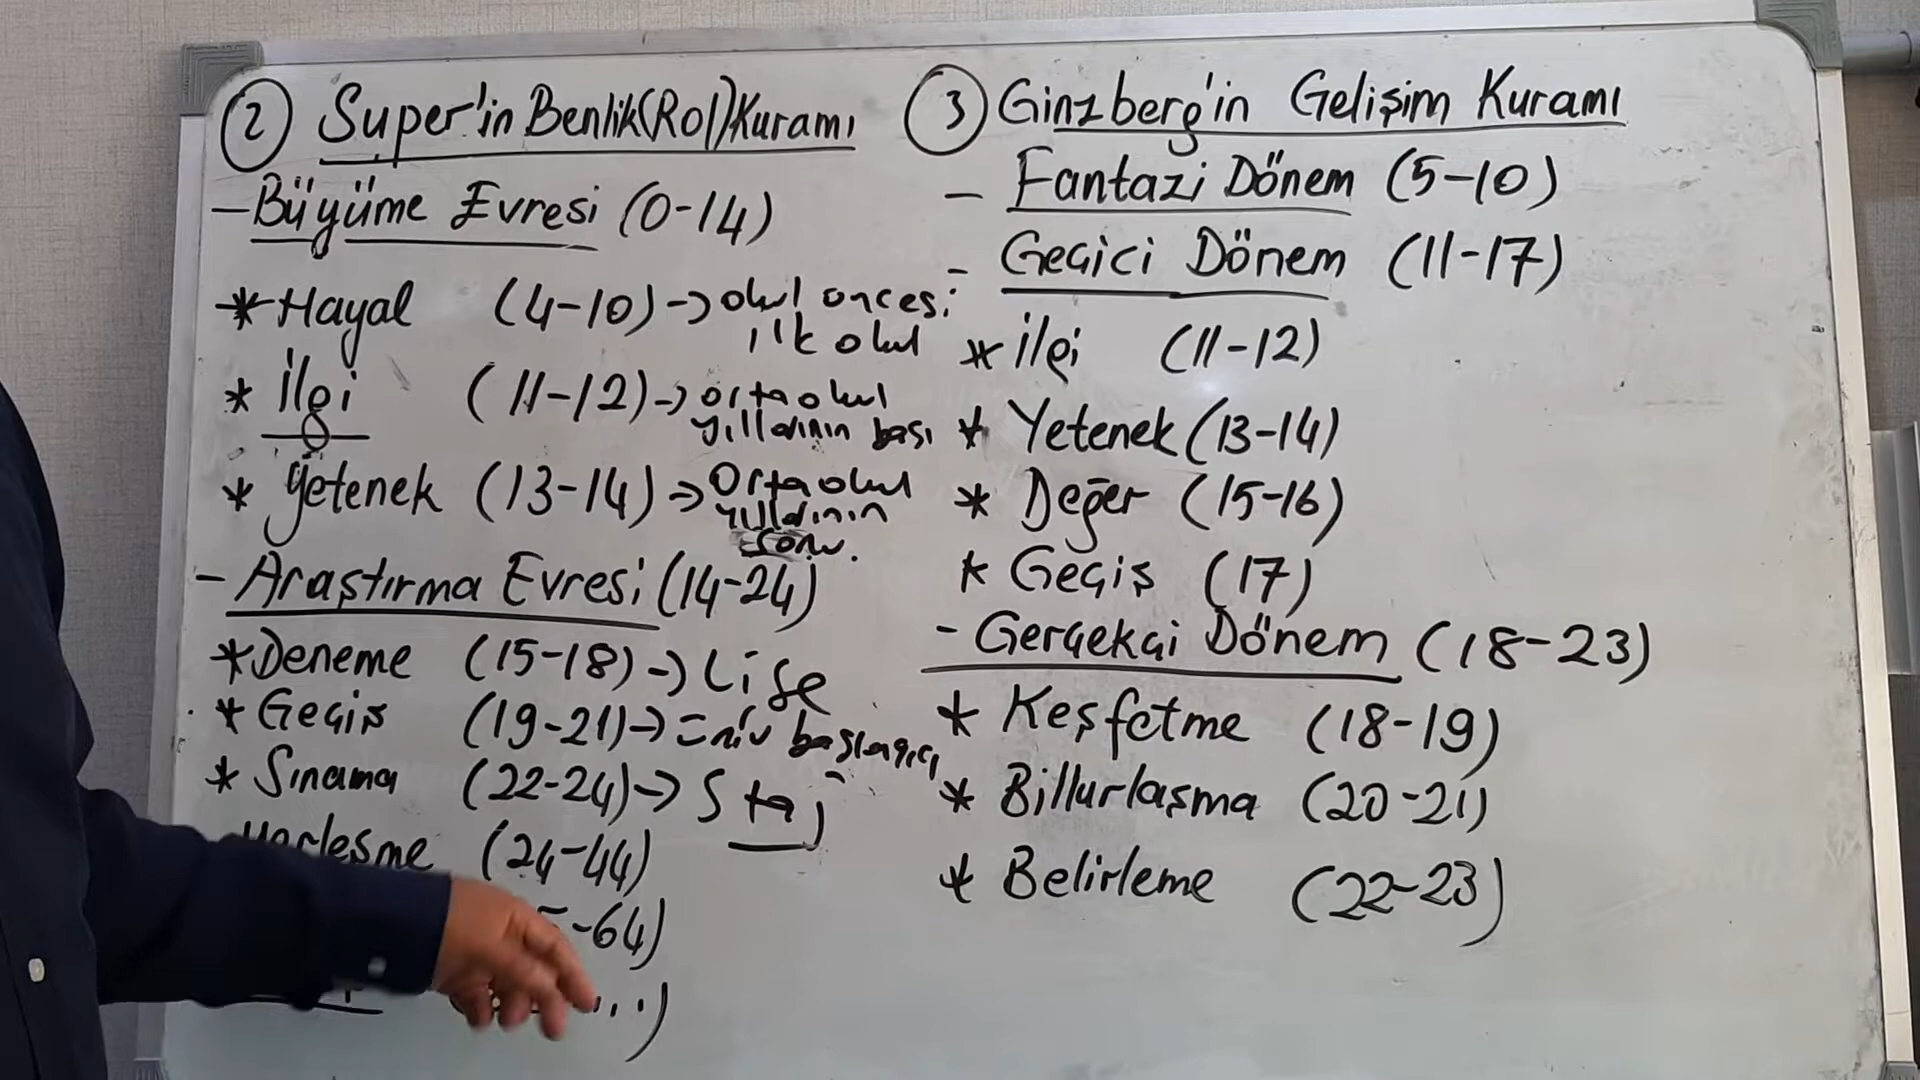 2 Super'in Benlik(Rol)Kuramı
- Büyüme Evresi (0-14)
* Hayal (4-10) -> okul öncesi
ilkokul
* İlgi (11-12) -> ortaokul
yıllarının başı
* Yetenek (13-14) -> Ortaokul
yıllarının
sonu.
- Araştırma Evresi (14-24)
* Deneme (15-18) -> Lise
* Geçiş (19-21) -> üniv başlangıcı
* Sınama (22-24) -> Staj
(24-44)
-64)
...)
3 Ginzberg'in Gelişim Kuramı
- Fantazi Dönem (5-10)
- Geçici Dönem (11-17)
* İlgi (11-12)
* Yetenek (13-14)
* Değer (15-16)
* Geçiş (17)
- Gerçekçi Dönem (18-23)
* Keşfetme (18-19)
* Billurlaşma (20-21)
* Belirleme (22-23)